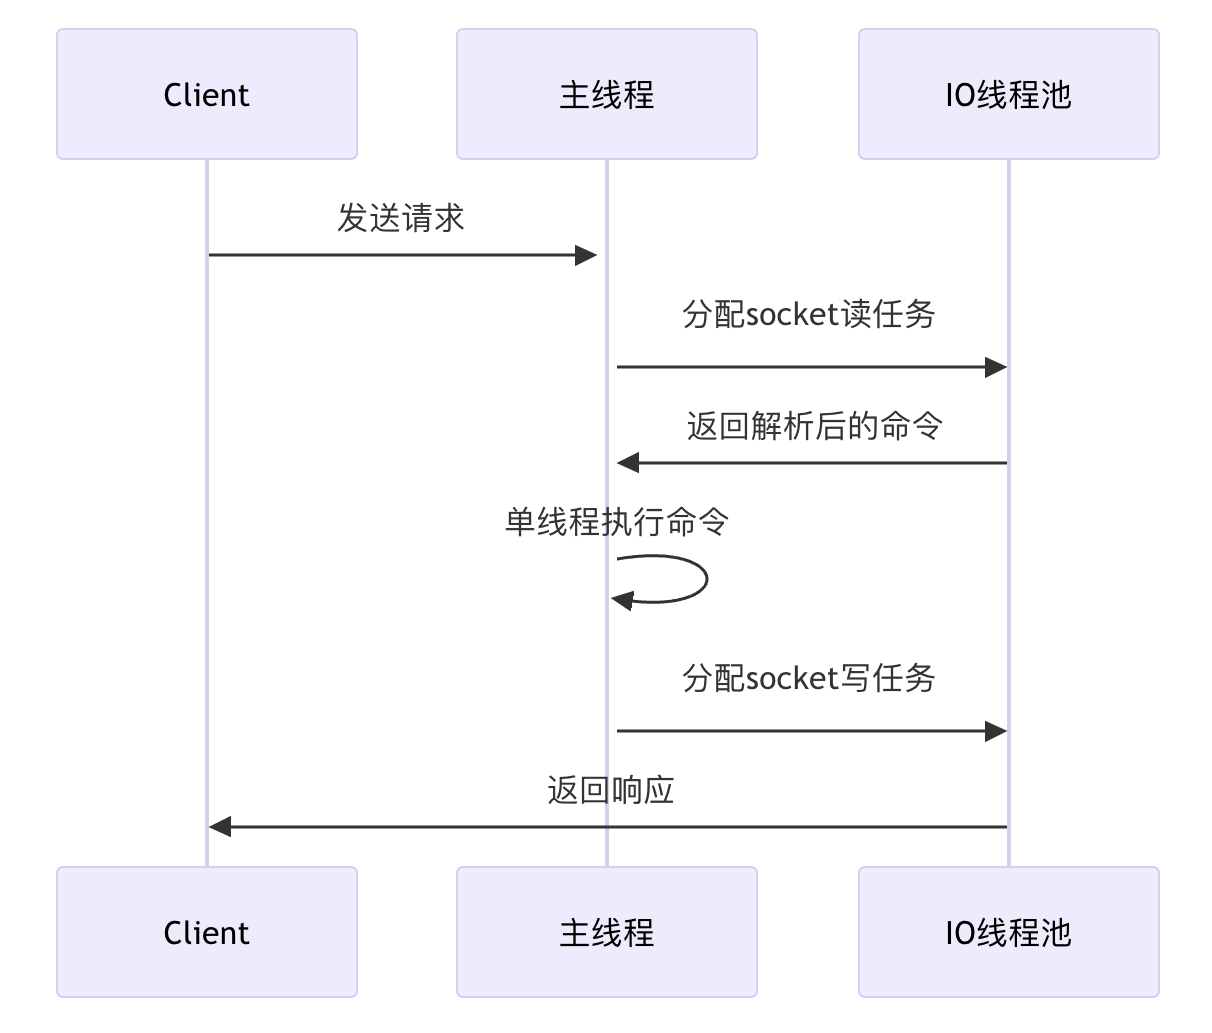 Client
主线程
IO线程池
发送请求
分配socket读任务
返回解析后的命令
单线程执行命令
分配socket写任务
返回响应
Client
主线程
IO线程池